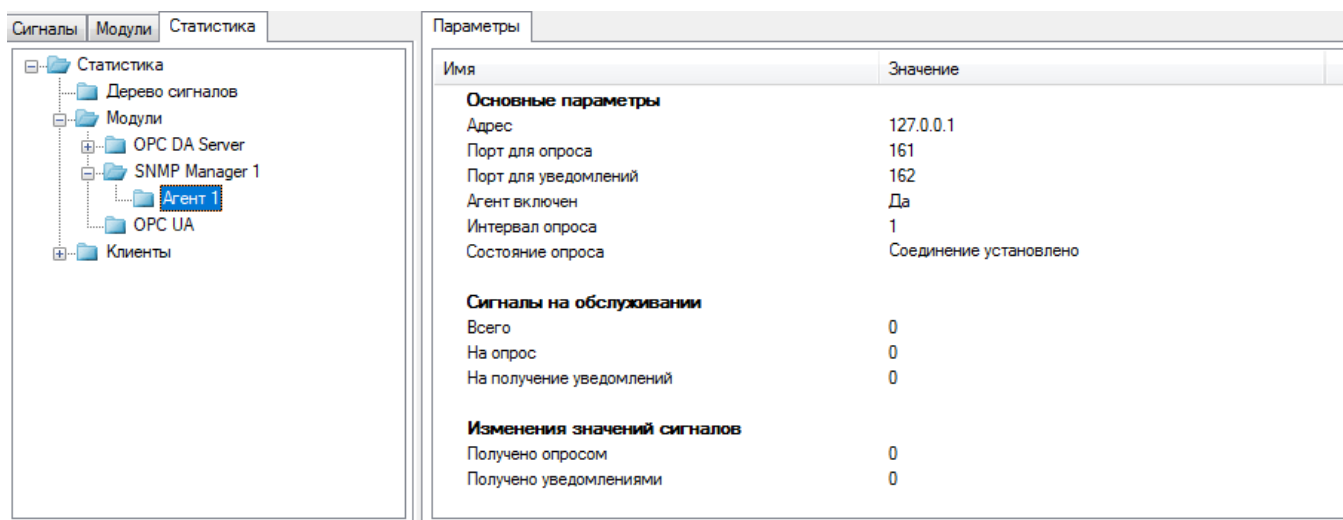 Сигналы Модули Статистика
Статистика
Дерево сигналов
Модули
OPC DA Server
SNMP Manager 1
Агент 1
OPC UA
Клиенты
Параметры
Имя Значение
Основные параметры
Адрес 127.0.0.1
Порт для опроса 161
Порт для уведомлений 162
Агент включен Да
Интервал опроса 1
Состояние опроса Соединение установлено
Сигналы на обслуживании
Всего 0
На опрос 0
На получение уведомлений 0
Изменения значений сигналов
Получено опросом 0
Получено уведомлениями 0